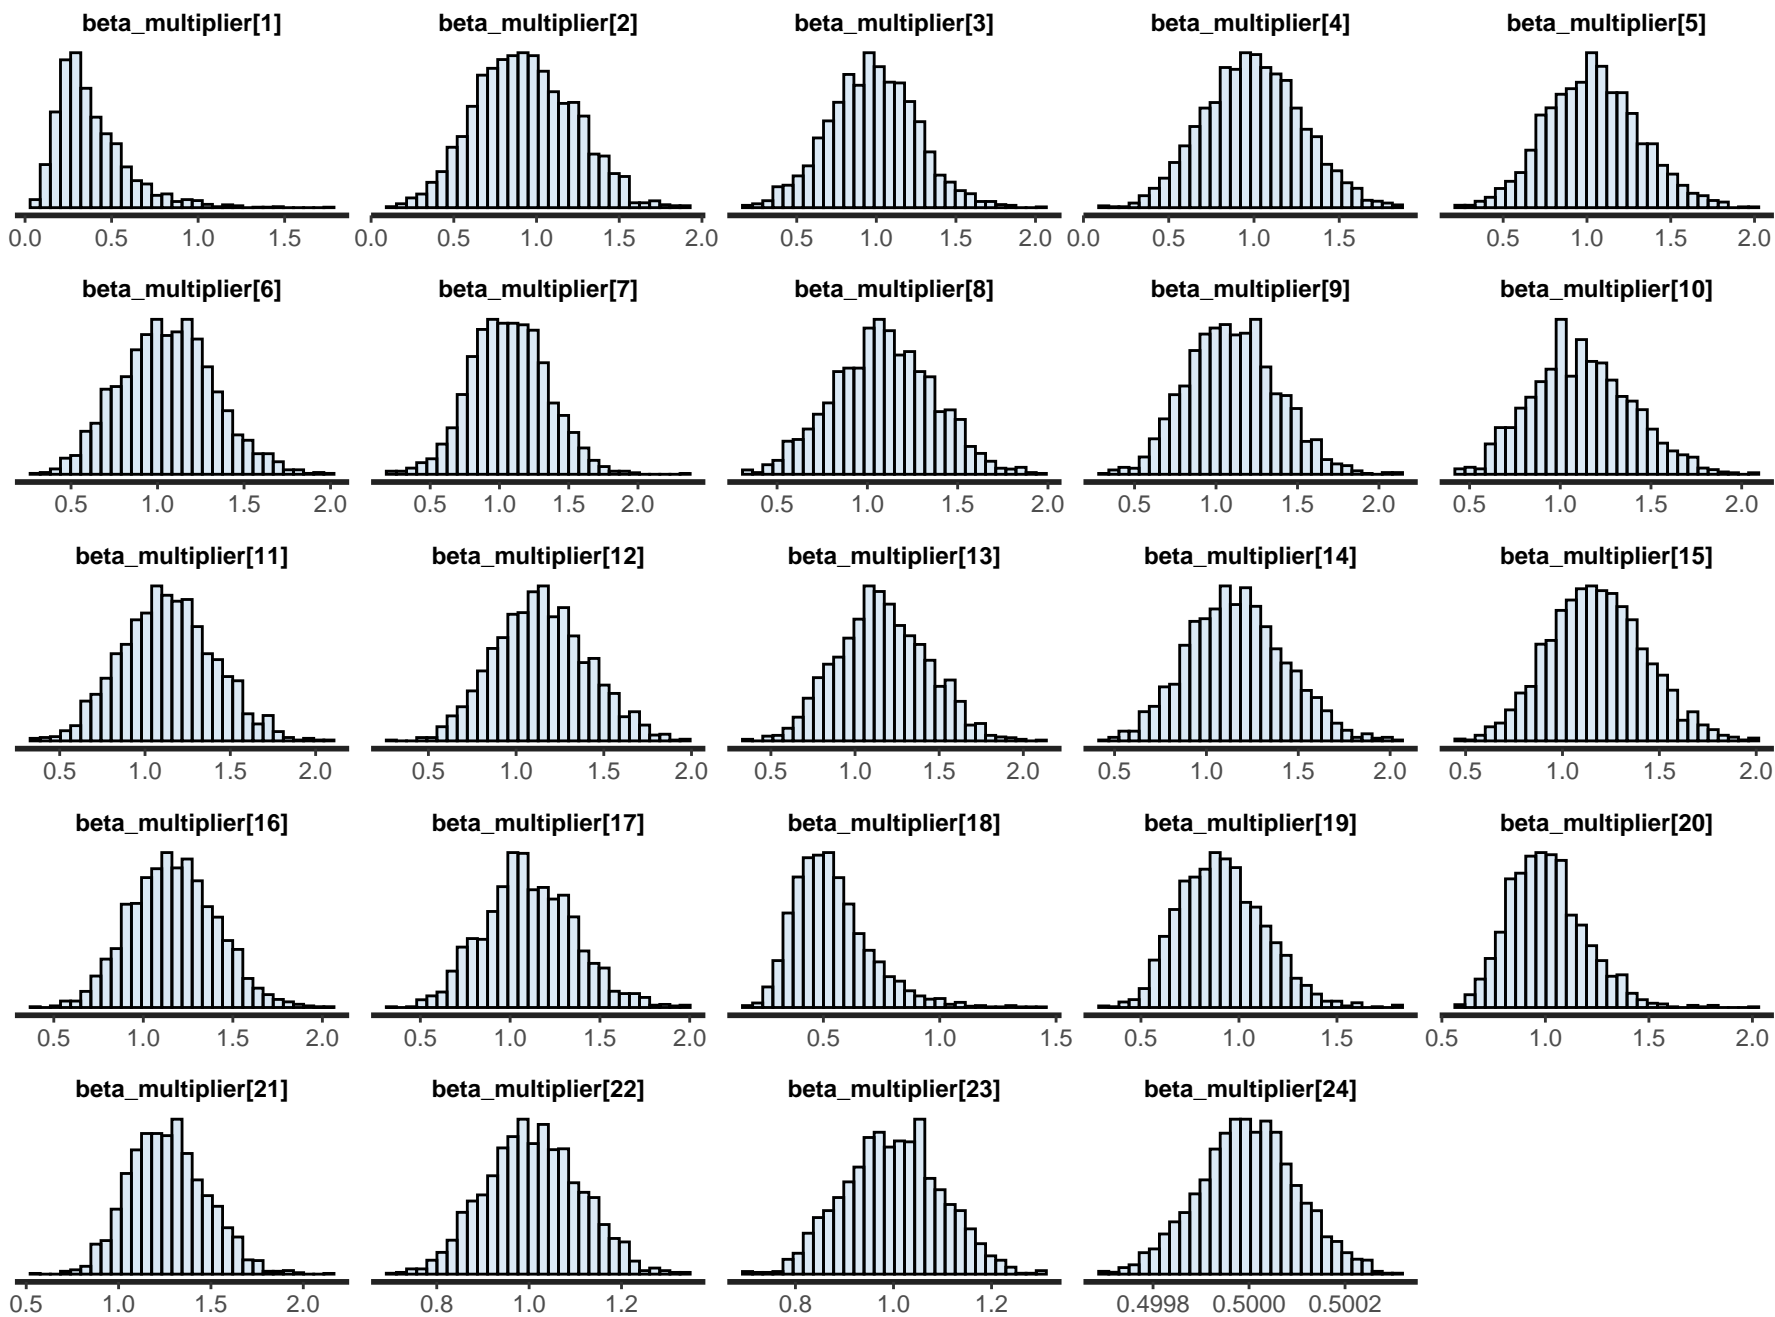 beta_multiplier[1] beta_multiplier[2] beta_multiplier[3] beta_multiplier[4] beta_multiplier[5]
0.0 0.5 1.0 1.5 0.0 0.5 1.0 1.5 2.0 0.5 1.0 1.5 2.0 0.0 0.5 1.0 1.5 0.5 1.0 1.5 2.0
beta_multiplier[6] beta_multiplier[7] beta_multiplier[8] beta_multiplier[9] beta_multiplier[10]
0.5 1.0 1.5 2.0 0.5 1.0 1.5 2.0 0.5 1.0 1.5 2.0 0.5 1.0 1.5 2.0 0.5 1.0 1.5 2.0
beta_multiplier[11] beta_multiplier[12] beta_multiplier[13] beta_multiplier[14] beta_multiplier[15]
0.5 1.0 1.5 2.0 0.5 1.0 1.5 2.0 0.5 1.0 1.5 2.0 0.5 1.0 1.5 2.0 0.5 1.0 1.5 2.0
beta_multiplier[16] beta_multiplier[17] beta_multiplier[18] beta_multiplier[19] beta_multiplier[20]
0.5 1.0 1.5 2.0 0.5 1.0 1.5 2.0 0.5 1.0 1.5 0.5 1.0 1.5 0.5 1.0 1.5 2.0
beta_multiplier[21] beta_multiplier[22] beta_multiplier[23] beta_multiplier[24]
0.5 1.0 1.5 2.0 0.8 1.0 1.2 0.8 1.0 1.2 0.4998 0.5000 0.5002